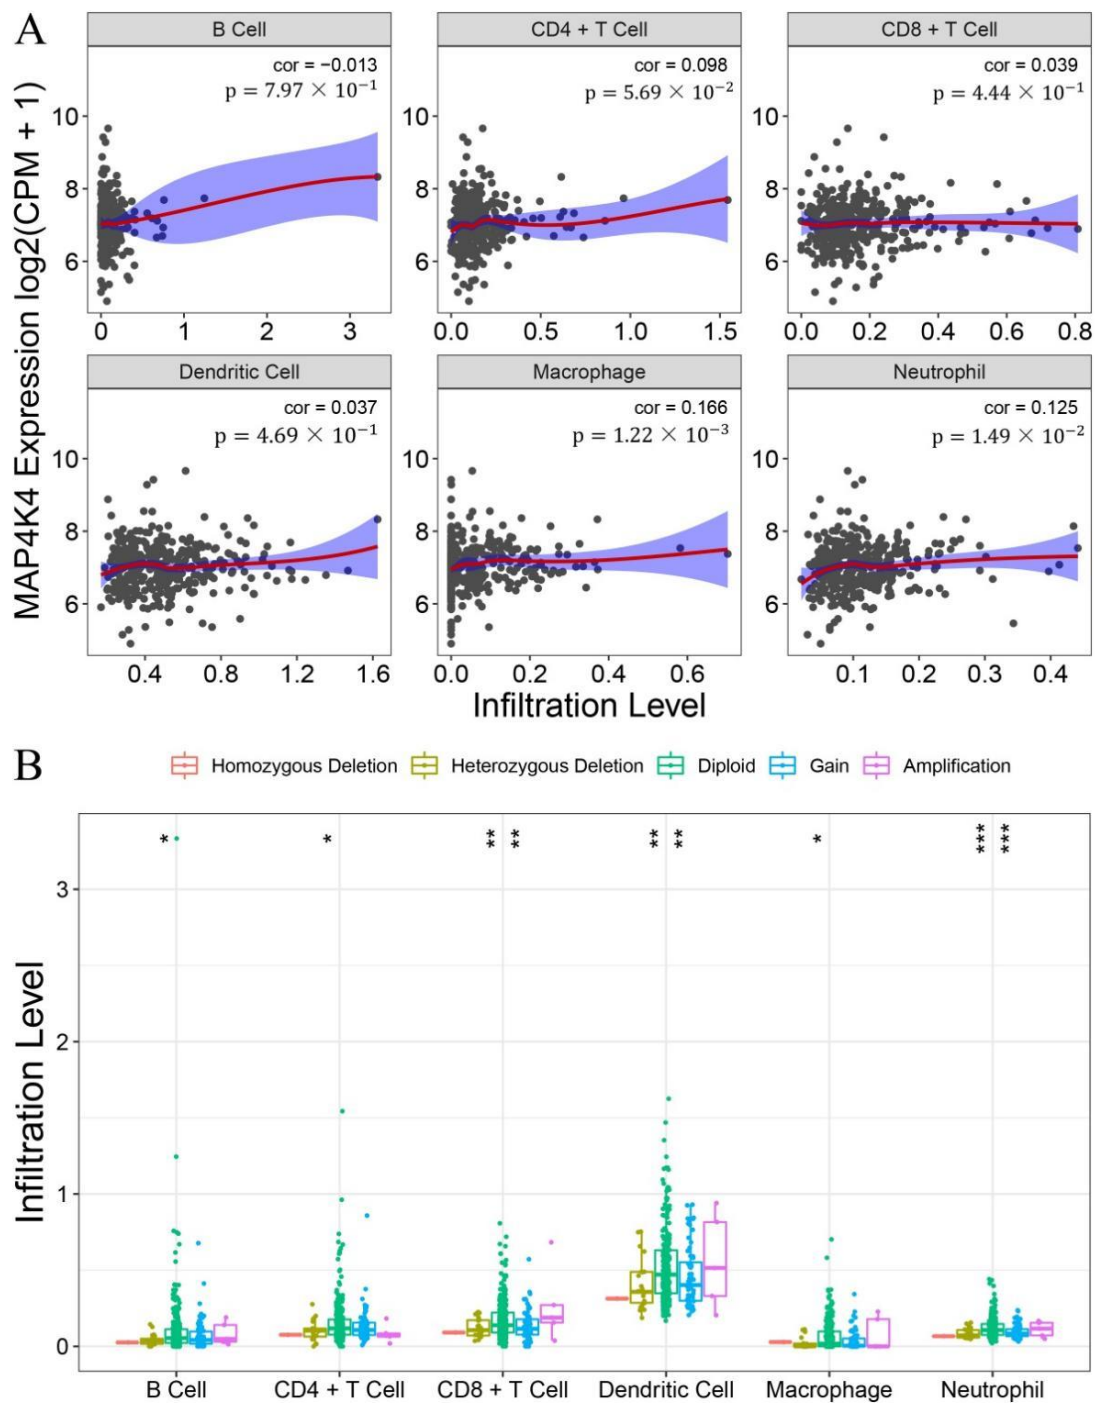 A
B Cell
CD4 + T Cell
CD8 + T Cell
MAP4K4 Expression log2(CPM + 1)
cor = −0.013
p = 7.97 × 10⁻¹
cor = 0.098
p = 5.69 × 10⁻²
cor = 0.039
p = 4.44 × 10⁻¹
10
8
6
0 1 2 3
0.0 0.5 1.0 1.5
0.0 0.2 0.4 0.6 0.8
Dendritic Cell
Macrophage
Neutrophil
cor = 0.037
p = 4.69 × 10⁻¹
cor = 0.166
p = 1.22 × 10⁻³
cor = 0.125
p = 1.49 × 10⁻²
10
8
6
0.4 0.8 1.2 1.6
0.0 0.2 0.4 0.6
0.1 0.2 0.3 0.4
Infiltration Level
B
Homozygous Deletion Heterozygous Deletion Diploid Gain Amplification
* * ** ** ** ** * *** ***
Infiltration Level
3
2
1
0
B Cell CD4 + T Cell CD8 + T Cell Dendritic Cell Macrophage Neutrophil